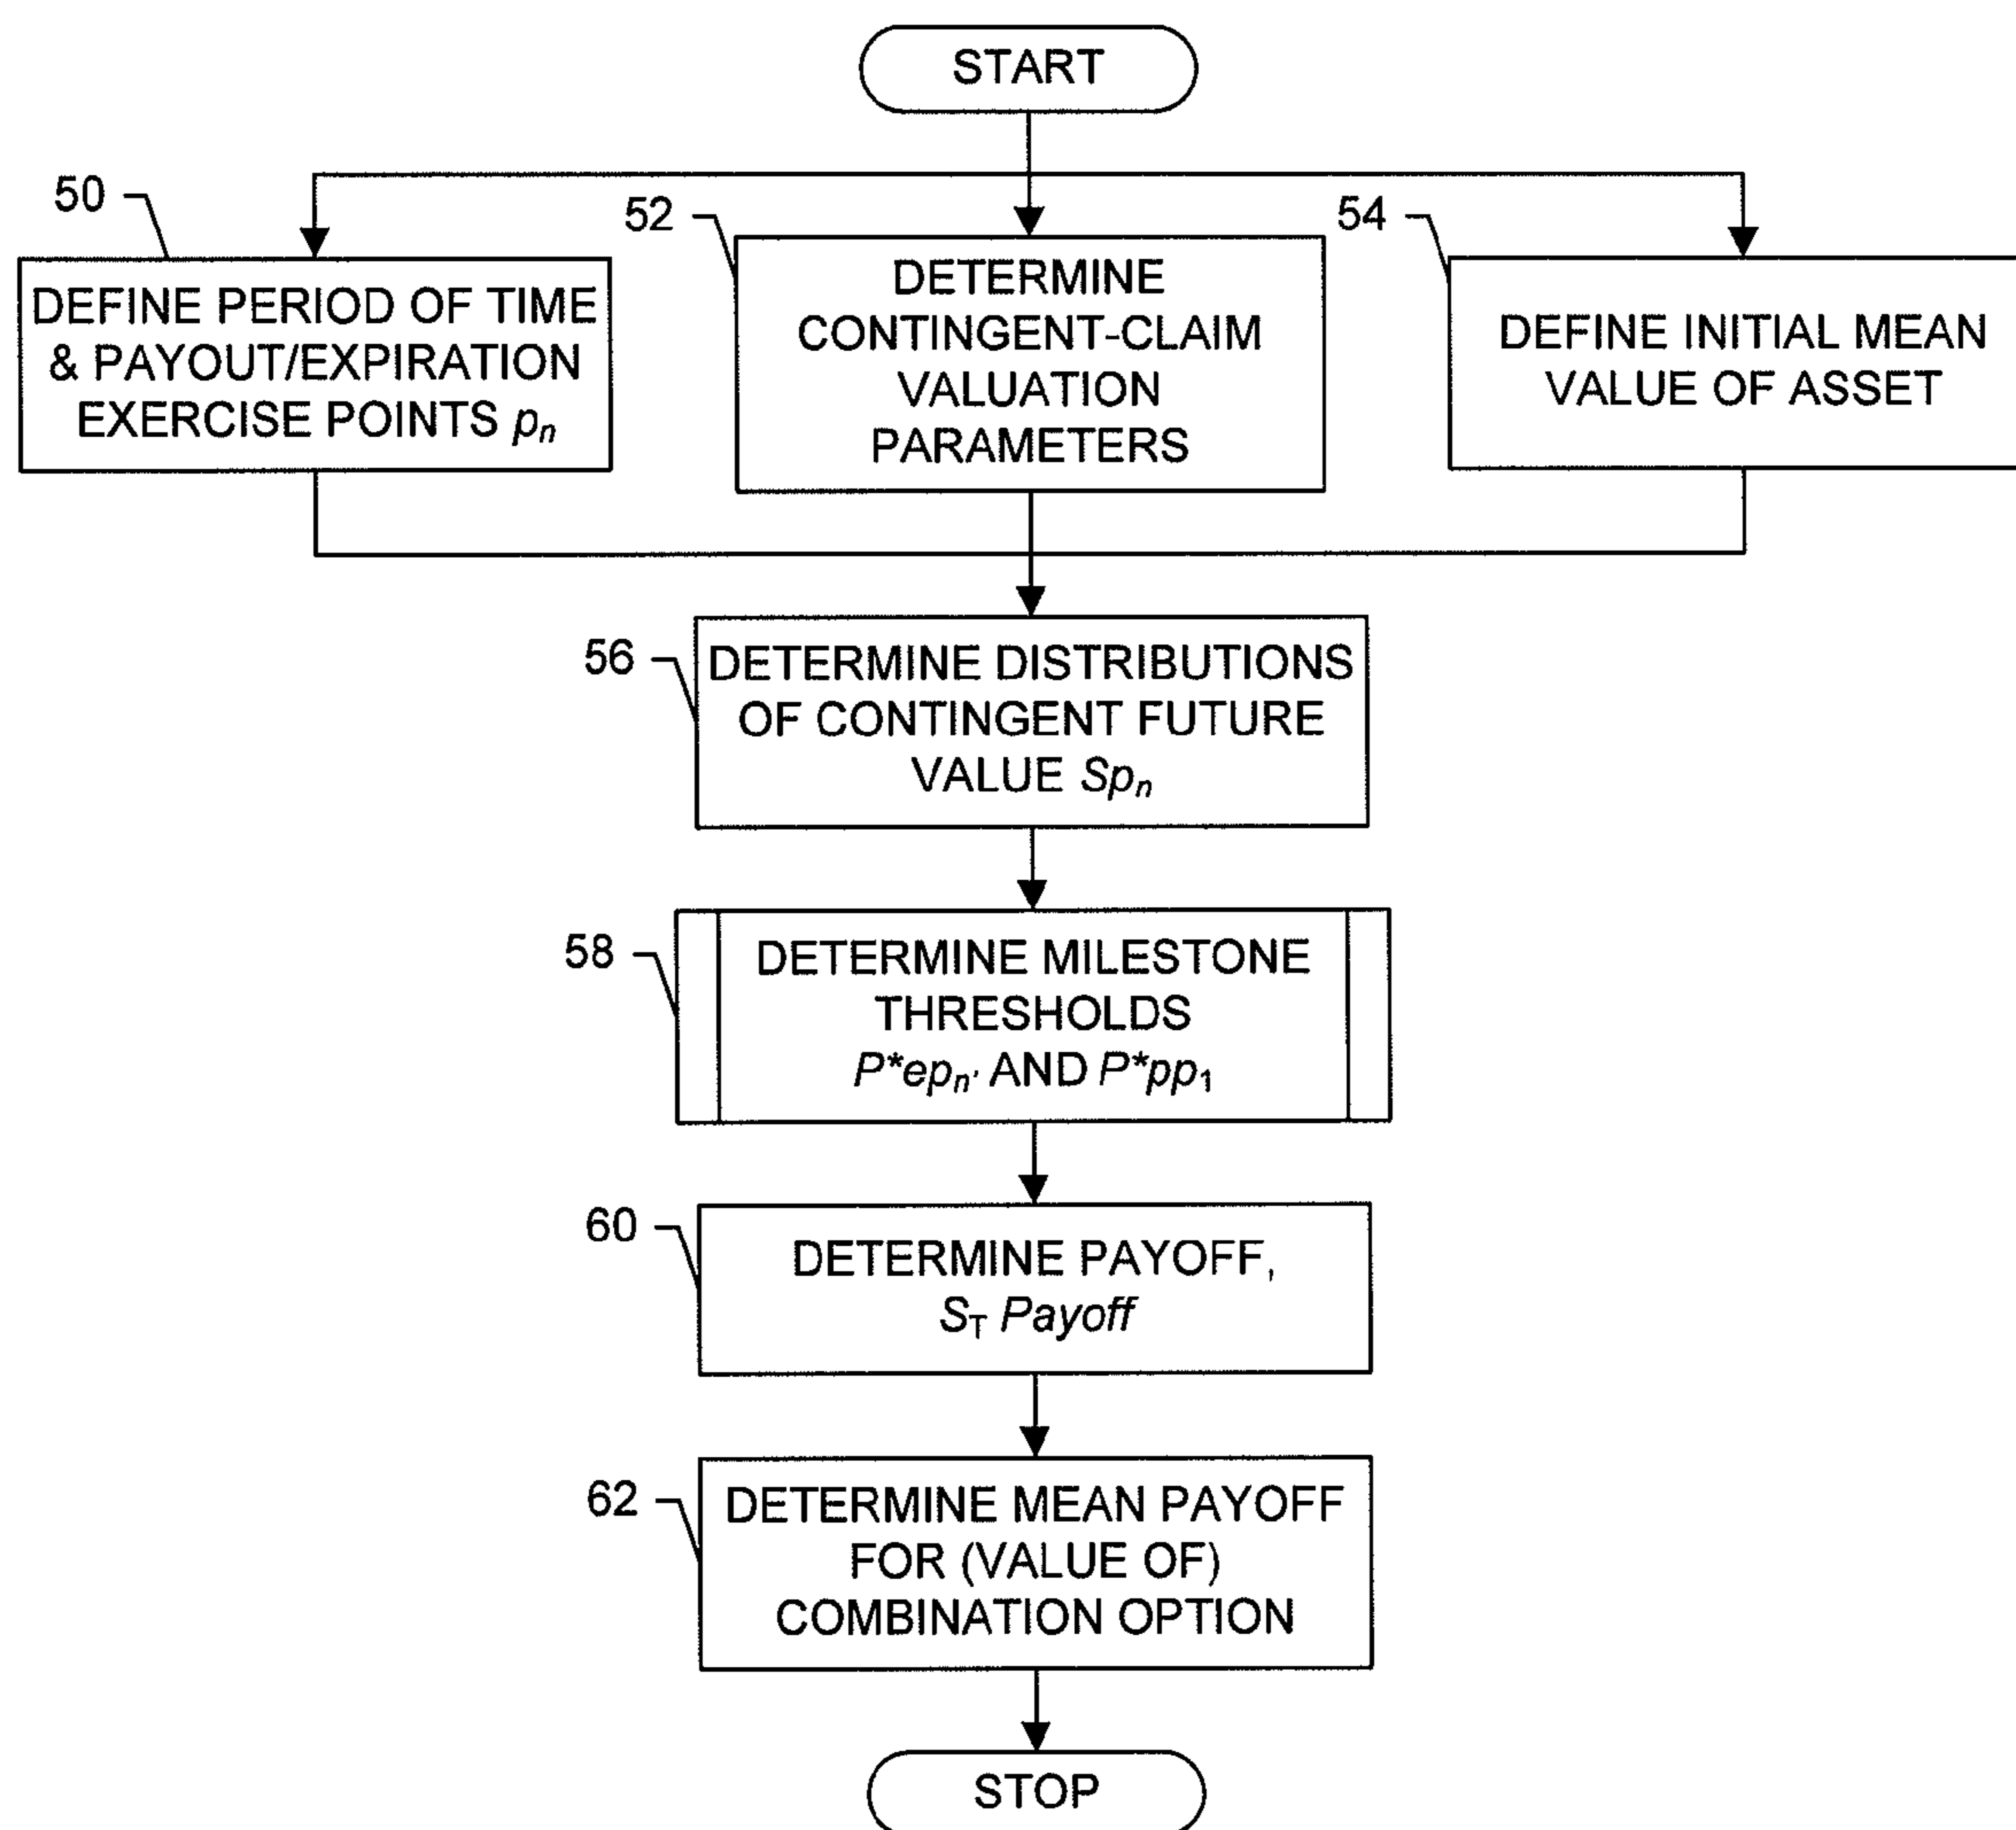 START
50
DEFINE PERIOD OF TIME
& PAYOUT/EXPIRATION
EXERCISE POINTS pn
52
DETERMINE
CONTINGENT-CLAIM
VALUATION
PARAMETERS
54
DEFINE INITIAL MEAN
VALUE OF ASSET
56
DETERMINE DISTRIBUTIONS
OF CONTINGENT FUTURE
VALUE Spn
58
DETERMINE MILESTONE
THRESHOLDS
P*epn' AND P*pp1
60
DETERMINE PAYOFF,
ST Payoff
62
DETERMINE MEAN PAYOFF
FOR (VALUE OF)
COMBINATION OPTION
STOP